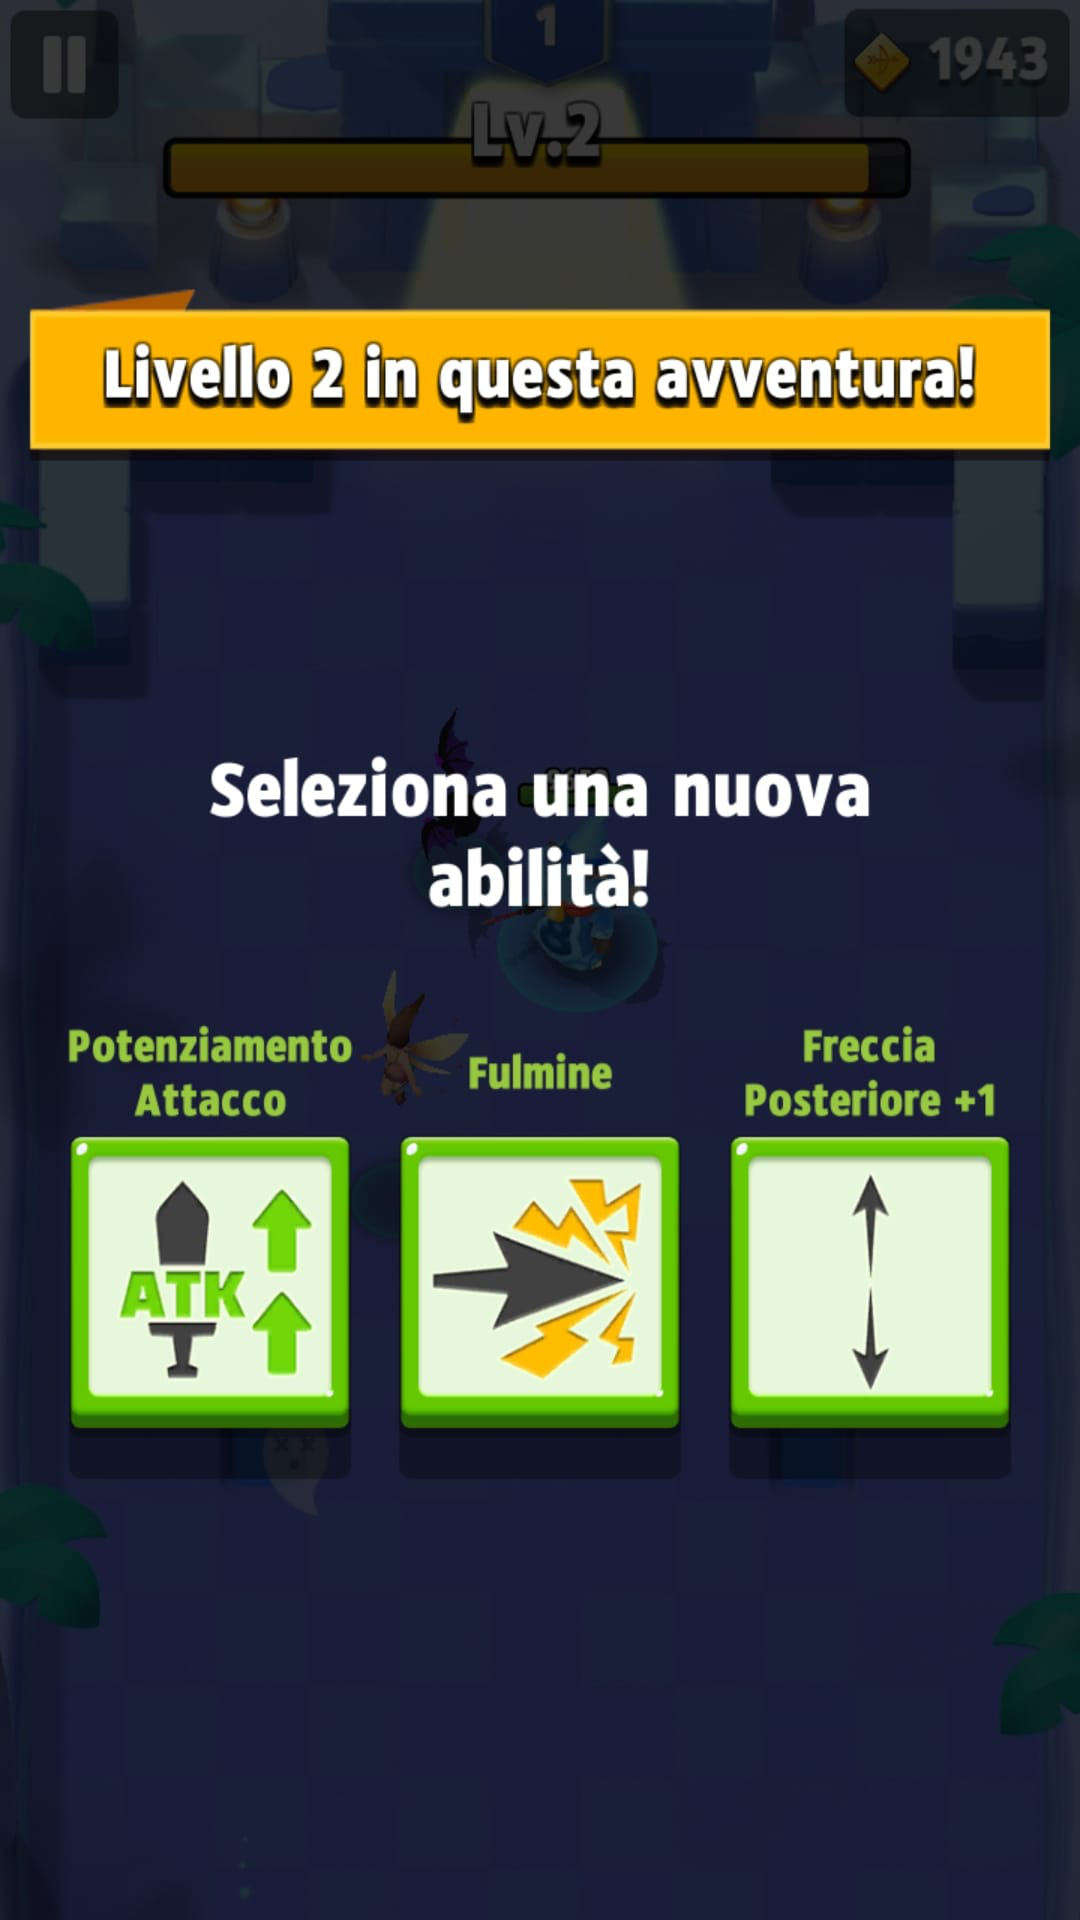 1
1943
Lv.2
Livello 2 in questa avventura!
Seleziona una nuova
abilità!
Potenziamento
Attacco
Fulmine
Freccia
Posteriore +1
ATK